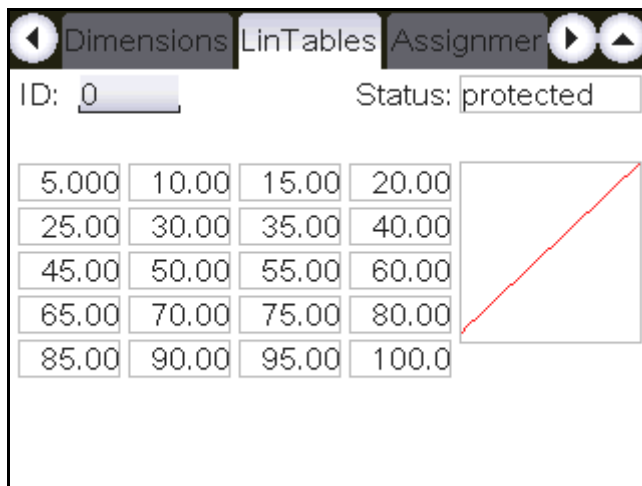 Dimensions LinTables Assignmer
ID: 0 Status: protected
5.000 10.00 15.00 20.00
25.00 30.00 35.00 40.00
45.00 50.00 55.00 60.00
65.00 70.00 75.00 80.00
85.00 90.00 95.00 100.0